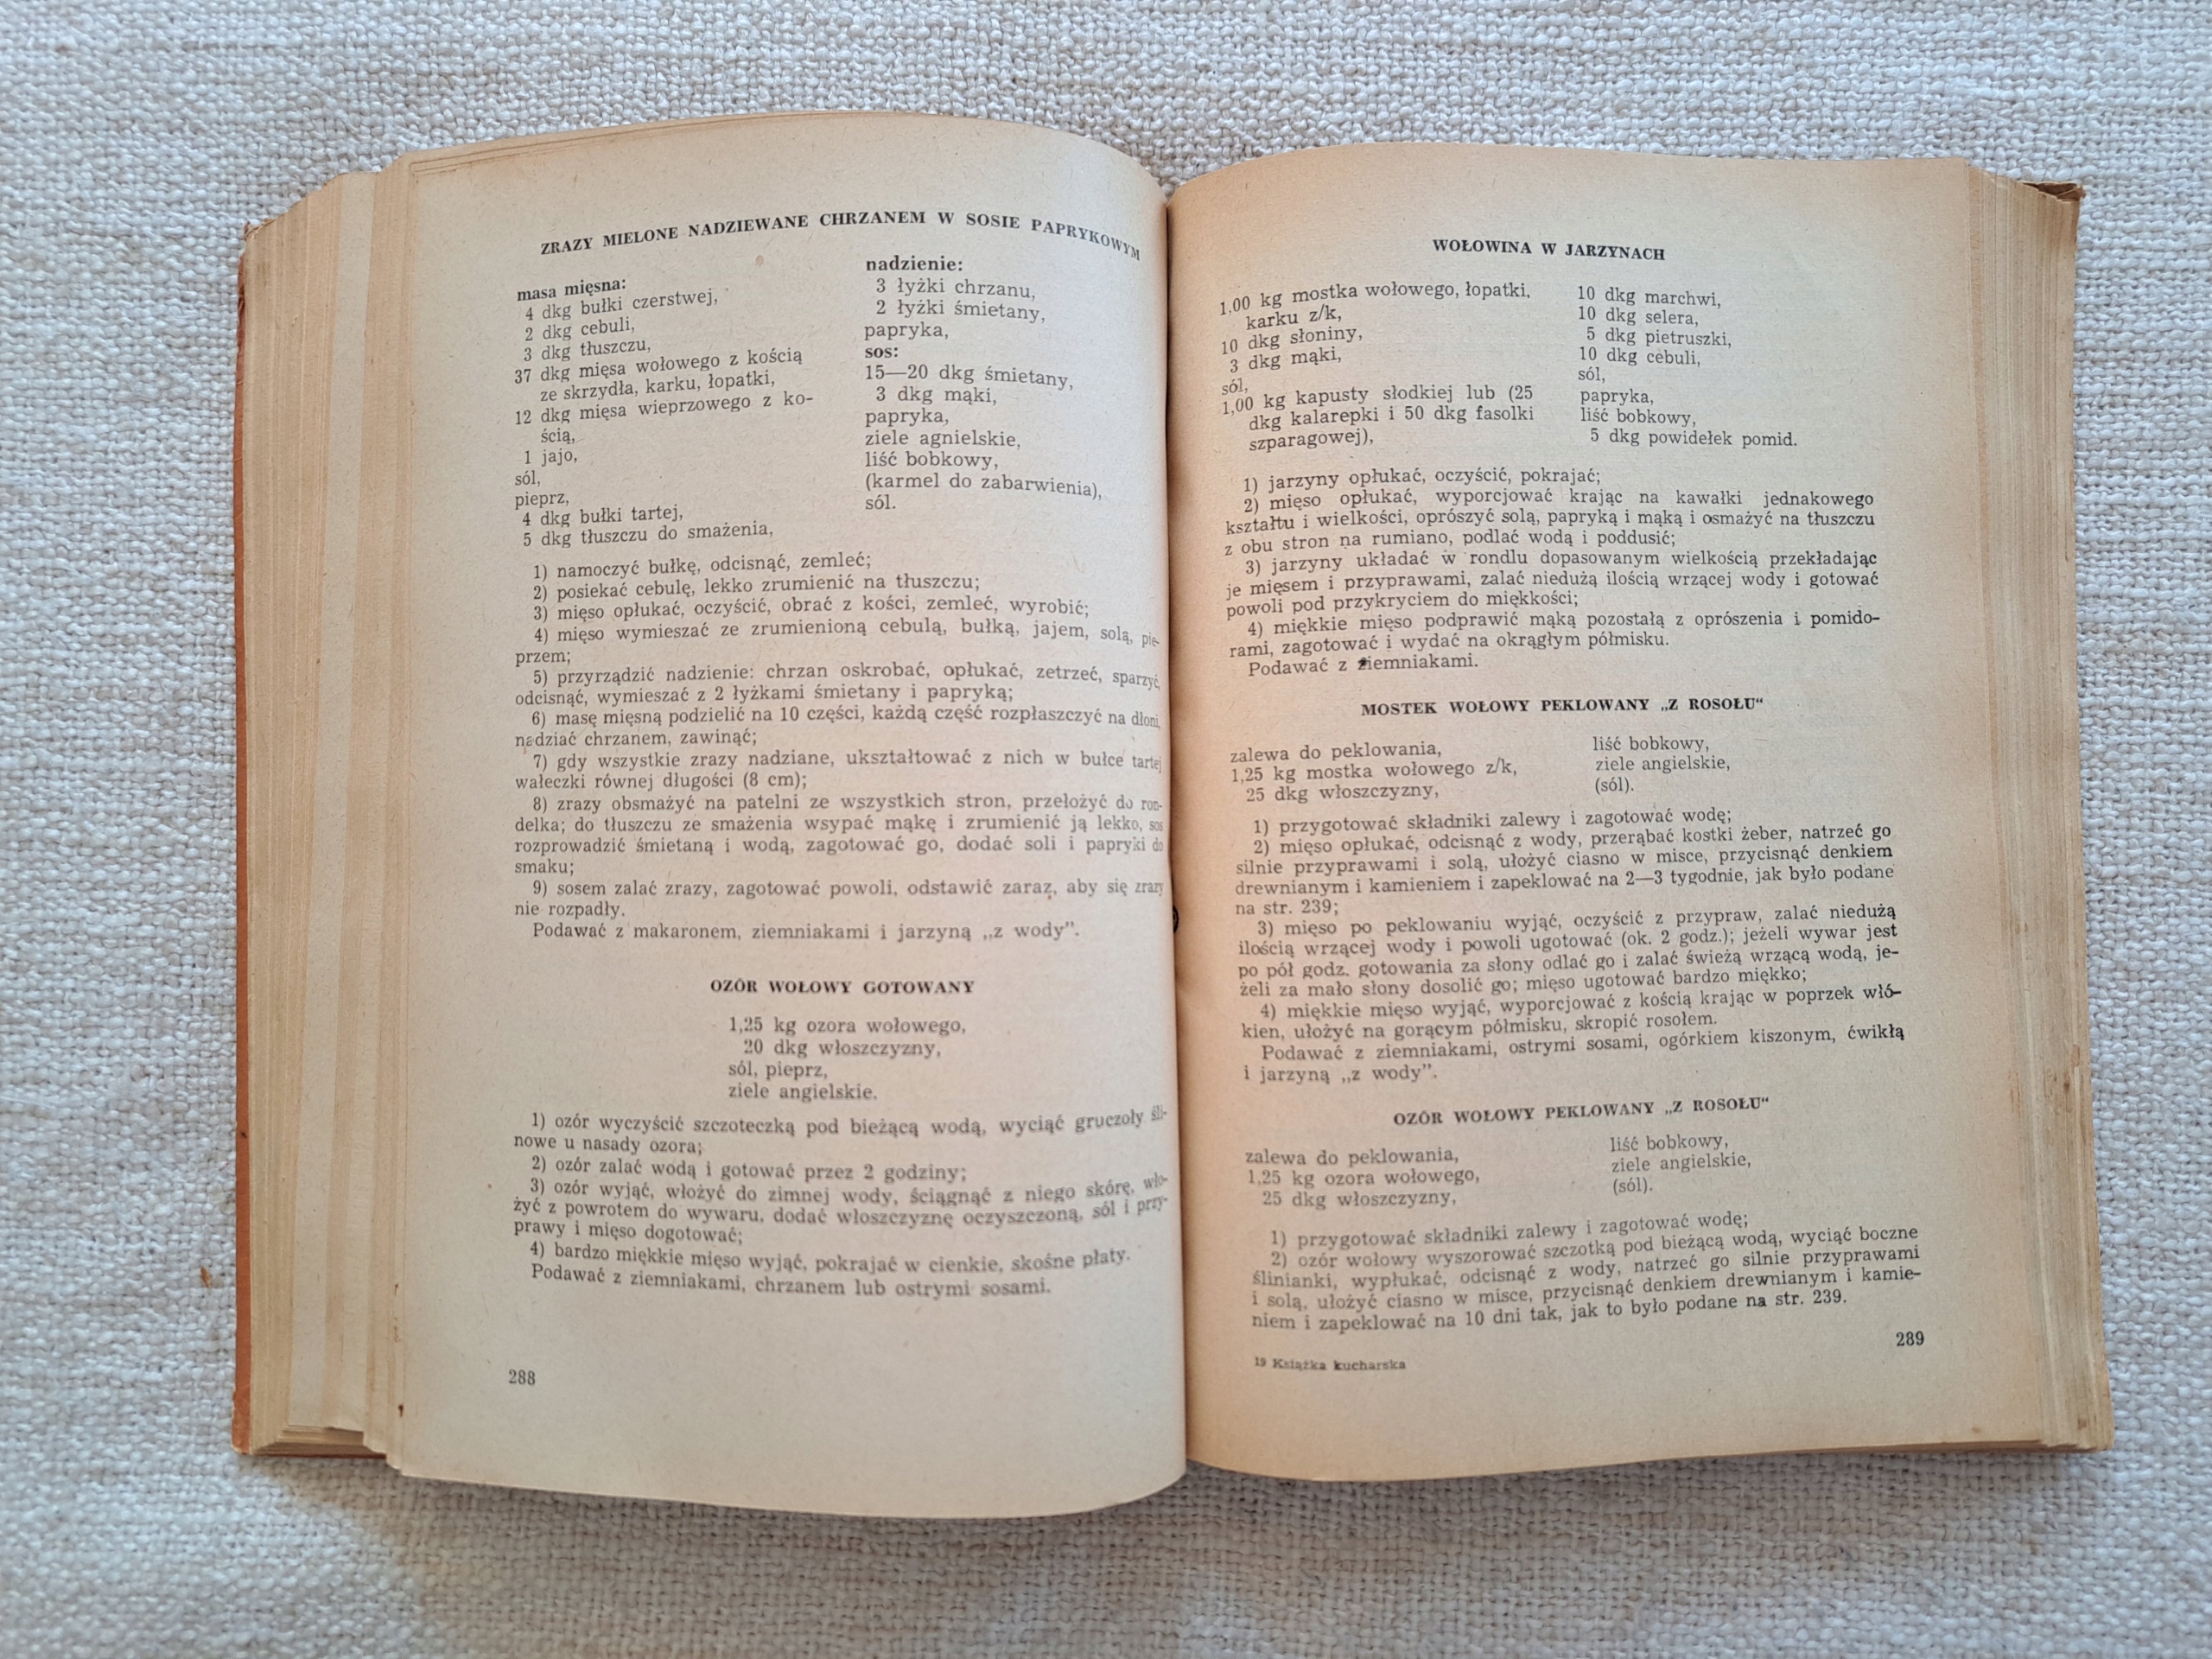 ZRAZY MIELONE NADZIEWANE CHRZANEM W SOSIE PAPRYKOWYM
masa mięsna:
4 dkg bułki czerstwej,
2 dkg cebuli,
3 dkg tłuszczu,
37 dkg mięsa wołowego z kością
ze skrzydła, karku, łopatki,
12 dkg mięsa wieprzowego z ko-
ścią,
1 jajo,
sól,
pieprz,
4 dkg bułki tartej,
5 dkg tłuszczu do smażenia,
nadzienie:
3 łyżki chrzanu,
2 łyżki śmietany,
papryka,
sos:
15—20 dkg śmietany,
3 dkg mąki,
papryka,
ziele agnielskie,
liść bobkowy,
(karmel do zabarwienia),
sól.
1) namoczyć bułkę, odcisnąć, zemleć;
2) posiekać cebulę, lekko zrumienić na tłuszczu;
3) mięso opłukać, oczyścić, obrać z kości, zemleć, wyrobić;
4) mięso wymieszać ze zrumienioną cebulą, bułką, jajem, solą, pie-
przem;
5) przyrządzić nadzienie: chrzan oskrobać, opłukać, zetrzeć, sparzyć,
odcisnąć, wymieszać z 2 łyżkami śmietany i papryką;
6) masę mięsną podzielić na 10 części, każdą część rozpłaszczyć na dłoni,
nadziać chrzanem, zawinąć;
7) gdy wszystkie zrazy nadziane, ukształtować z nich w bułce tartej
wałeczki równej długości (8 cm);
8) zrazy obsmażyć na patelni ze wszystkich stron, przełożyć do ron-
delka; do tłuszczu ze smażenia wsypać mąkę i zrumienić ją lekko, sos
rozprowadzić śmietaną i wodą, zagotować go, dodać soli i papryki do
smaku;
9) sosem zalać zrazy, zagotować powoli, odstawić zaraz, aby się zrazy
nie rozpadły.
Podawać z makaronem, ziemniakami i jarzyną „z wody”.
OZÓR WOŁOWY GOTOWANY
1,25 kg ozora wołowego,
20 dkg włoszczyzny,
sól, pieprz,
ziele angielskie.
1) ozór wyczyścić szczoteczką pod bieżącą wodą, wyciąć gruczoły śli-
nowe u nasady ozora;
2) ozór zalać wodą i gotować przez 2 godziny;
3) ozór wyjąć, włożyć do zimnej wody, ściągnąć z niego skórę, wło-
żyć z powrotem do wywaru, dodać włoszczyznę oczyszczoną, sól i przy-
prawy i mięso dogotować;
4) bardzo miękkie mięso wyjąć, pokrajać w cienkie, skośne płaty.
Podawać z ziemniakami, chrzanem lub ostrymi sosami.
288
WOŁOWINA W JARZYNACH
1,00 kg mostka wołowego, łopatki,
karku z/k,
10 dkg słoniny,
3 dkg mąki,
sól,
1,00 kg kapusty słodkiej lub (25
dkg kalarepki i 50 dkg fasolki
szparagowej),
10 dkg marchwi,
10 dkg selera,
5 dkg pietruszki,
10 dkg cebuli,
sól,
papryka,
liść bobkowy,
5 dkg powidełek pomid.
1) jarzyny opłukać, oczyścić, pokrajać;
2) mięso opłukać, wyporcjować krając na kawałki jednakowego
kształtu i wielkości, oprószyć solą, papryką i mąką i osmażyć na tłuszczu
z obu stron na rumiano, podlać wodą i poddusić;
3) jarzyny układać w rondlu dopasowanym wielkością przekładając
je mięsem i przyprawami, zalać niedużą ilością wrzącej wody i gotować
powoli pod przykryciem do miękkości;
4) miękkie mięso podprawić mąką pozostałą z oprószenia i pomido-
rami, zagotować i wydać na okrągłym półmisku.
Podawać z ziemniakami.
MOSTEK WOŁOWY PEKLOWANY „Z ROSOŁU“
zalewa do peklowania,
1,25 kg mostka wołowego z/k,
25 dkg włoszczyzny,
liść bobkowy,
ziele angielskie,
(sól).
1) przygotować składniki zalewy i zagotować wodę;
2) mięso opłukać, odcisnąć z wody, przerąbać kostki żeber, natrzeć go
silnie przyprawami i solą, ułożyć ciasno w misce, przycisnąć denkiem
drewnianym i kamieniem i zapeklować na 2—3 tygodnie, jak było podane
na str. 239;
3) mięso po peklowaniu wyjąć, oczyścić z przypraw, zalać niedużą
ilością wrzącej wody i powoli ugotować (ok. 2 godz.); jeżeli wywar jest
po pół godz. gotowania za słony odlać go i zalać świeżą wrzącą wodą, je-
żeli za mało słony dosolić go; mięso ugotować bardzo miękko;
4) miękkie mięso wyjąć, wyporcjować z kością krając w poprzek włó-
kien, ułożyć na gorącym półmisku, skropić rosołem.
Podawać z ziemniakami, ostrymi sosami, ogórkiem kiszonym, ćwikłą
i jarzyną „z wody”.
OZÓR WOŁOWY PEKLOWANY „Z ROSOŁU“
zalewa do peklowania,
1,25 kg ozora wołowego,
25 dkg włoszczyzny,
liść bobkowy,
ziele angielskie,
(sól).
1) przygotować składniki zalewy i zagotować wodę;
2) ozór wołowy wyszorować szczotką pod bieżącą wodą, wyciąć boczne
ślinianki, wypłukać, odcisnąć z wody, natrzeć go silnie przyprawami
i solą, ułożyć ciasno w misce, przycisnąć denkiem drewnianym i kamie-
niem i zapeklować na 10 dni tak, jak to było podane na str. 239.
19 Książka kucharska
289